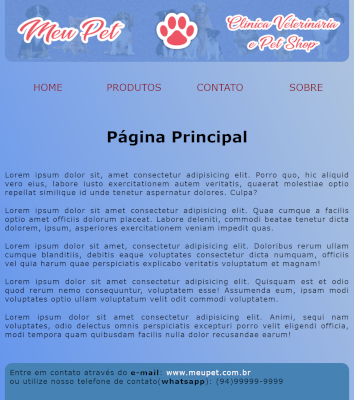 Meu Pet
Clínica Veterinária
e Pet Shop
HOME PRODUTOS CONTATO SOBRE
Página Principal
Lorem ipsum dolor sit, amet consectetur adipisicing elit. Porro quo, hic aliquid
vero eius, labore iusto exercitationem autem veritatis, quaerat molestiae optio
repellat similique id unde tenetur aspernatur dolores. Culpa?
Lorem ipsum dolor sit amet consectetur adipisicing elit. Quae cumque a facilis
optio amet officiis dolorum placeat. Labore deleniti, commodi beatae tenetur dicta
dolorem, ipsum, asperiores exercitationem veniam impedit quas.
Lorem ipsum dolor sit amet, consectetur adipisicing elit. Doloribus rerum ullam
cumque blanditiis, debitis eaque voluptates consectetur dicta numquam, officiis
vel quia harum quae perspiciatis explicabo veritatis voluptatum et magnam!
Lorem ipsum dolor sit amet consectetur adipisicing elit. Quisquam est et odio
quod rerum nemo consequuntur, voluptatem esse! Assumenda eum, ipsam modi
voluptates optio ullam voluptatum velit odit commodi voluptatem.
Lorem ipsum dolor sit amet consectetur adipisicing elit. Animi, sequi nam
voluptates, odio delectus omnis perspiciatis excepturi porro velit eligendi officia,
modi tempora quam quibusdam facilis nulla dolor recusandae earum!
Entre em contato através do e-mail: www.meupet.com.br
ou utilize nosso telefone de contato(whatsapp): (94)99999-9999